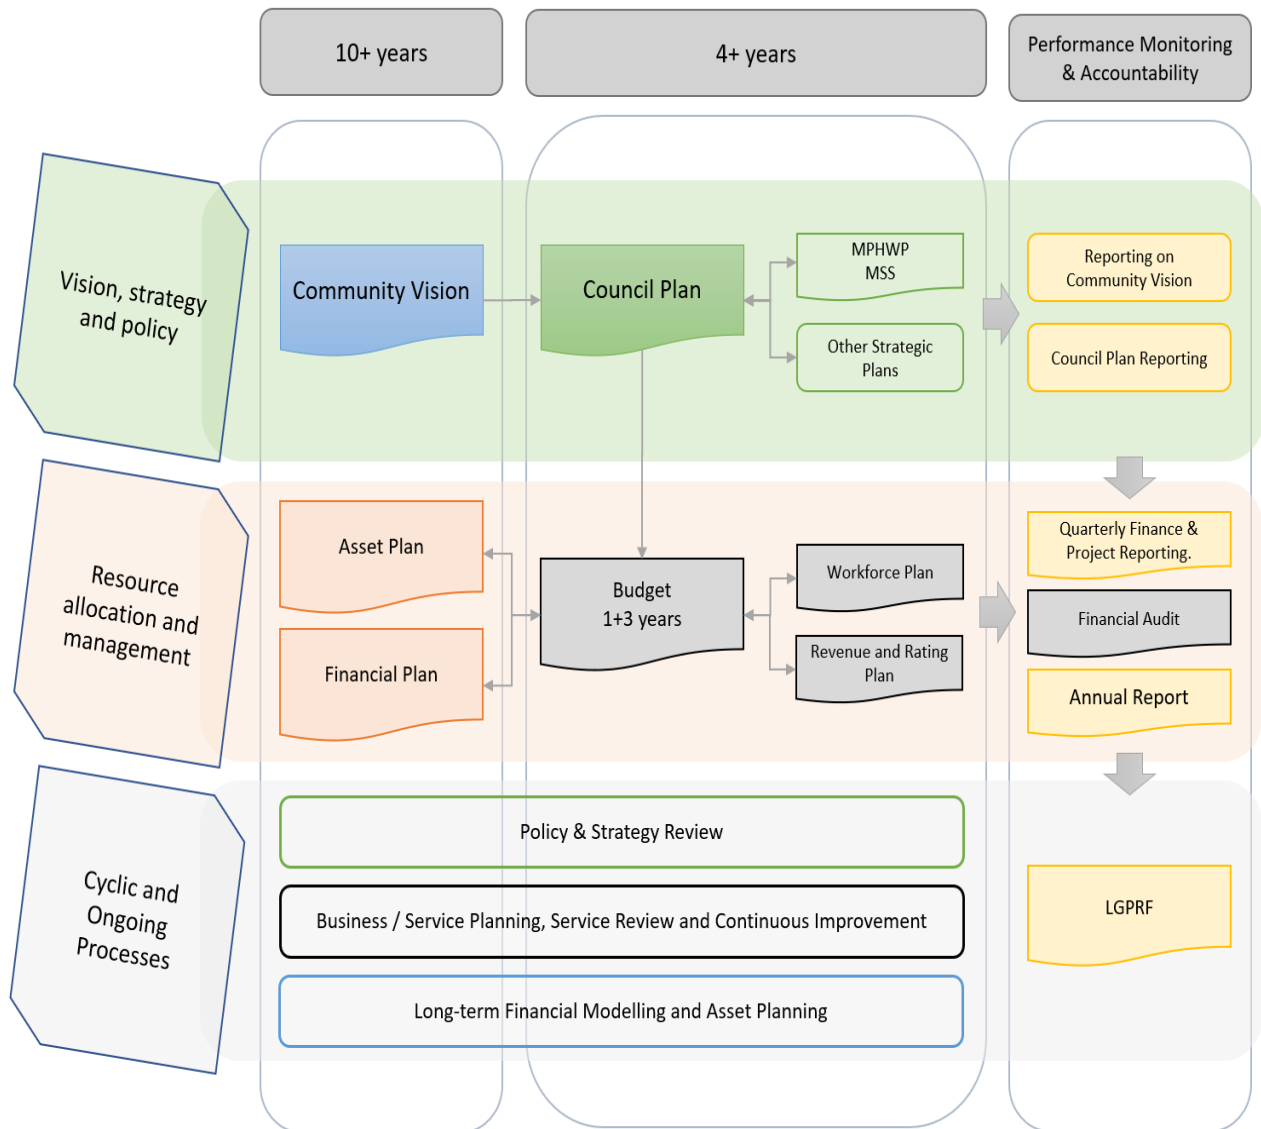 10+ years
4+ years
Performance Monitoring
& Accountability
Vision, strategy
and policy
Community Vision
Council Plan
MPHWP
MSS
Other Strategic
Plans
Reporting on
Community Vision
Council Plan Reporting
Resource
allocation and
management
Asset Plan
Financial Plan
Budget
1+3 years
Workforce Plan
Revenue and Rating
Plan
Quarterly Finance &
Project Reporting.
Financial Audit
Annual Report
Cyclic and
Ongoing
Processes
Policy & Strategy Review
Business / Service Planning, Service Review and Continuous Improvement
Long-term Financial Modelling and Asset Planning
LGPRF